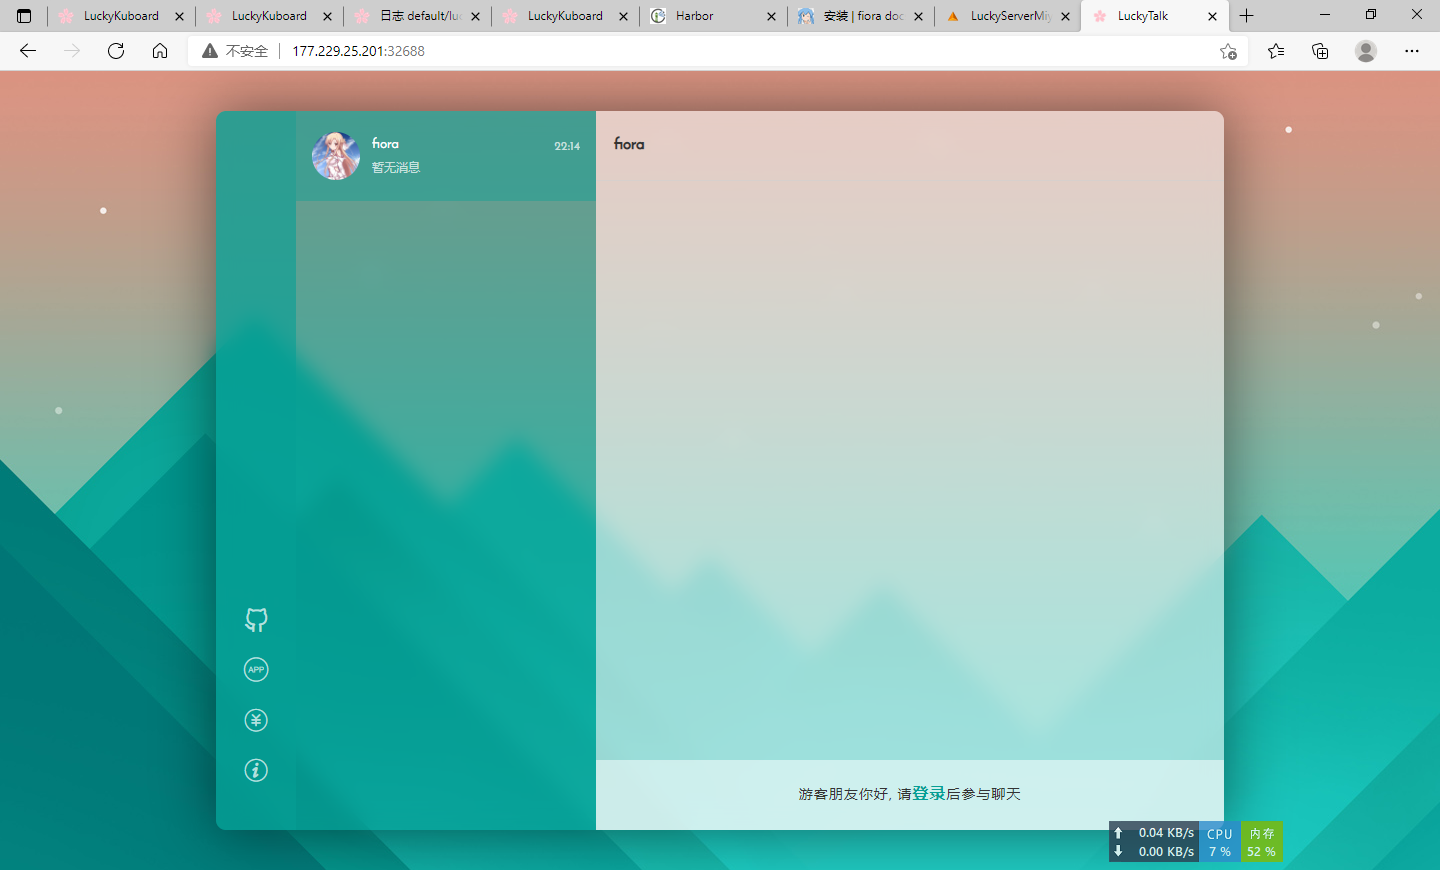 LuckyKuboard
LuckyKuboard
日志 default/lu
LuckyKuboard
Harbor
安装 | fiora doc
LuckyServerMi
LuckyTalk
不安全
177.229.25.201:32688
fiora
22:14
暂无消息
fiora
APP
游客朋友你好, 请登录后参与聊天
0.04 KB/s
CPU
内存
0.00 KB/s
7 %
52 %